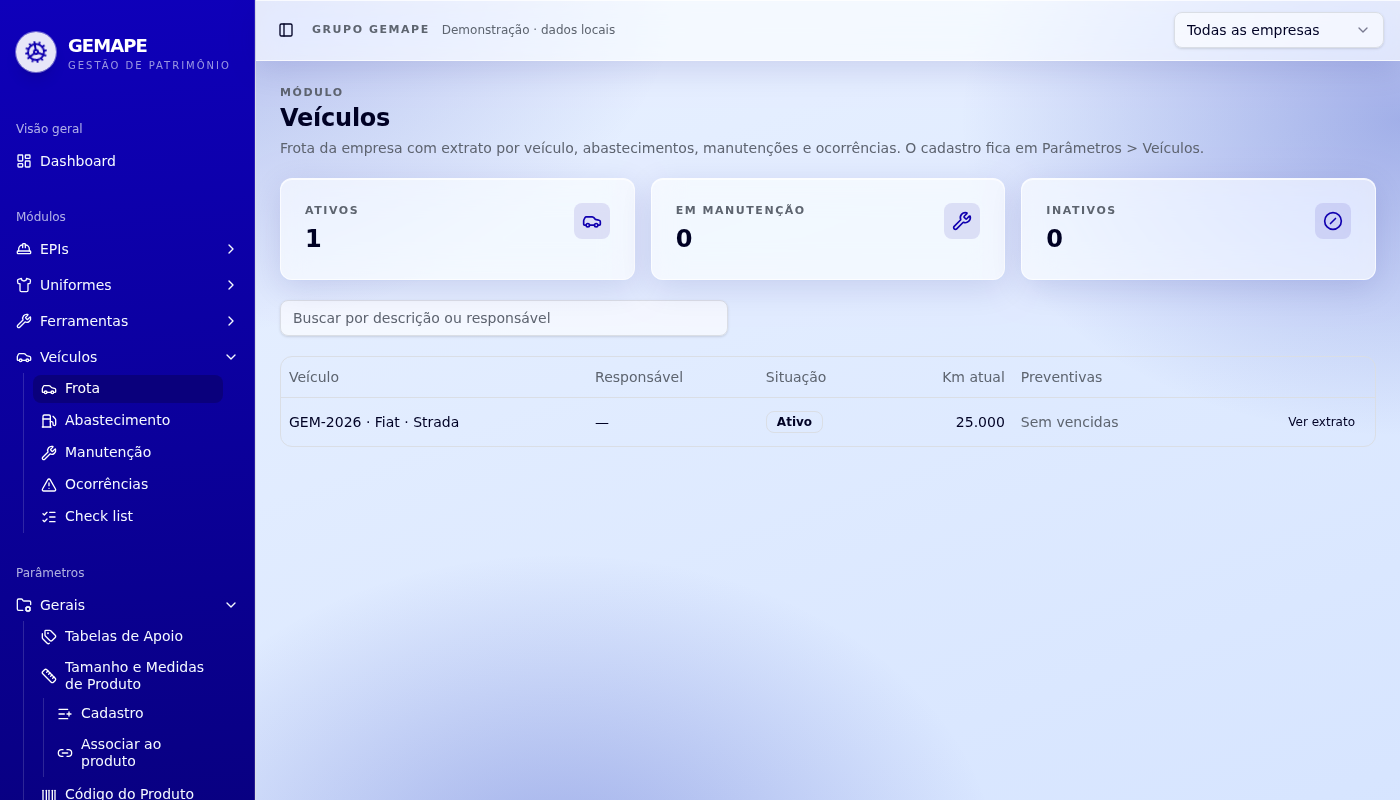 GEMAPE
GESTÃO DE PATRIMÔNIO
Visão geral
Dashboard
Módulos
EPIs
Uniformes
Ferramentas
Veículos
Frota
Abastecimento
Manutenção
Ocorrências
Check list
Parâmetros
Gerais
Tabelas de Apoio
Tamanho e Medidas
de Produto
Cadastro
Associar ao
produto
Código do Produto
GRUPO GEMAPE Demonstração · dados locais
Todas as empresas
MÓDULO
Veículos
Frota da empresa com extrato por veículo, abastecimentos, manutenções e ocorrências. O cadastro fica em Parâmetros > Veículos.
ATIVOS
1
EM MANUTENÇÃO
0
INATIVOS
0
Buscar por descrição ou responsável
Veículo Responsável Situação Km atual Preventivas
GEM-2026 · Fiat · Strada — Ativo 25.000 Sem vencidas Ver extrato